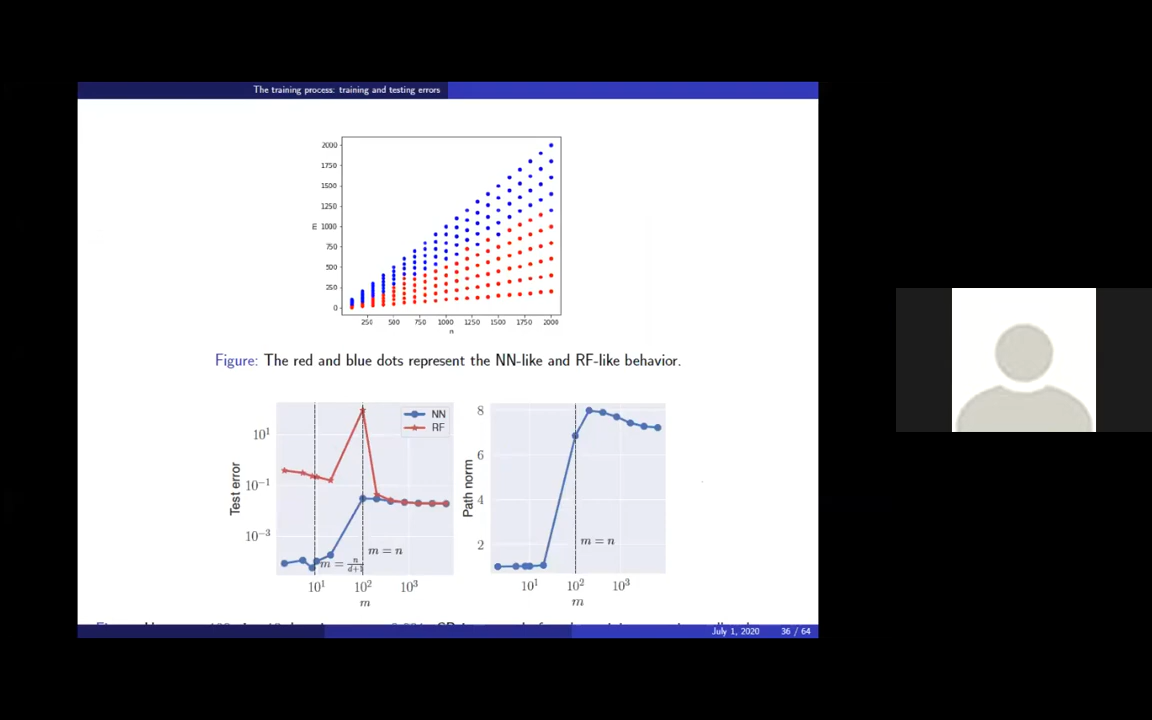 The training process: training and testing errors
2000
1750
1500
1250
1000
750
500
250
0
m
250 500 750 1000 1250 1500 1750 2000
n
Figure: The red and blue dots represent the NN-like and RF-like behavior.
10¹
10⁻¹
10⁻³
Test error
NN
RF
m = n
m = n/(d+1)
10¹ 10² 10³
m
8
6
4
2
Path norm
m = n
10¹ 10² 10³
m
July 1, 2020 36 / 64